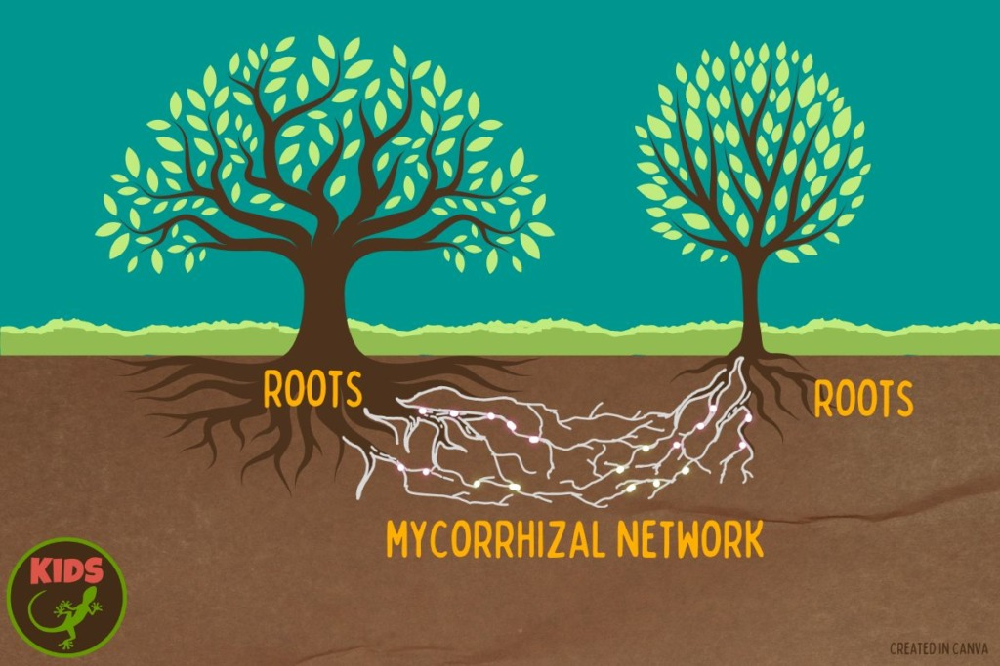 ROOTS
ROOTS
MYCORRHIZAL NETWORK
KIDS
CREATED IN CANVA